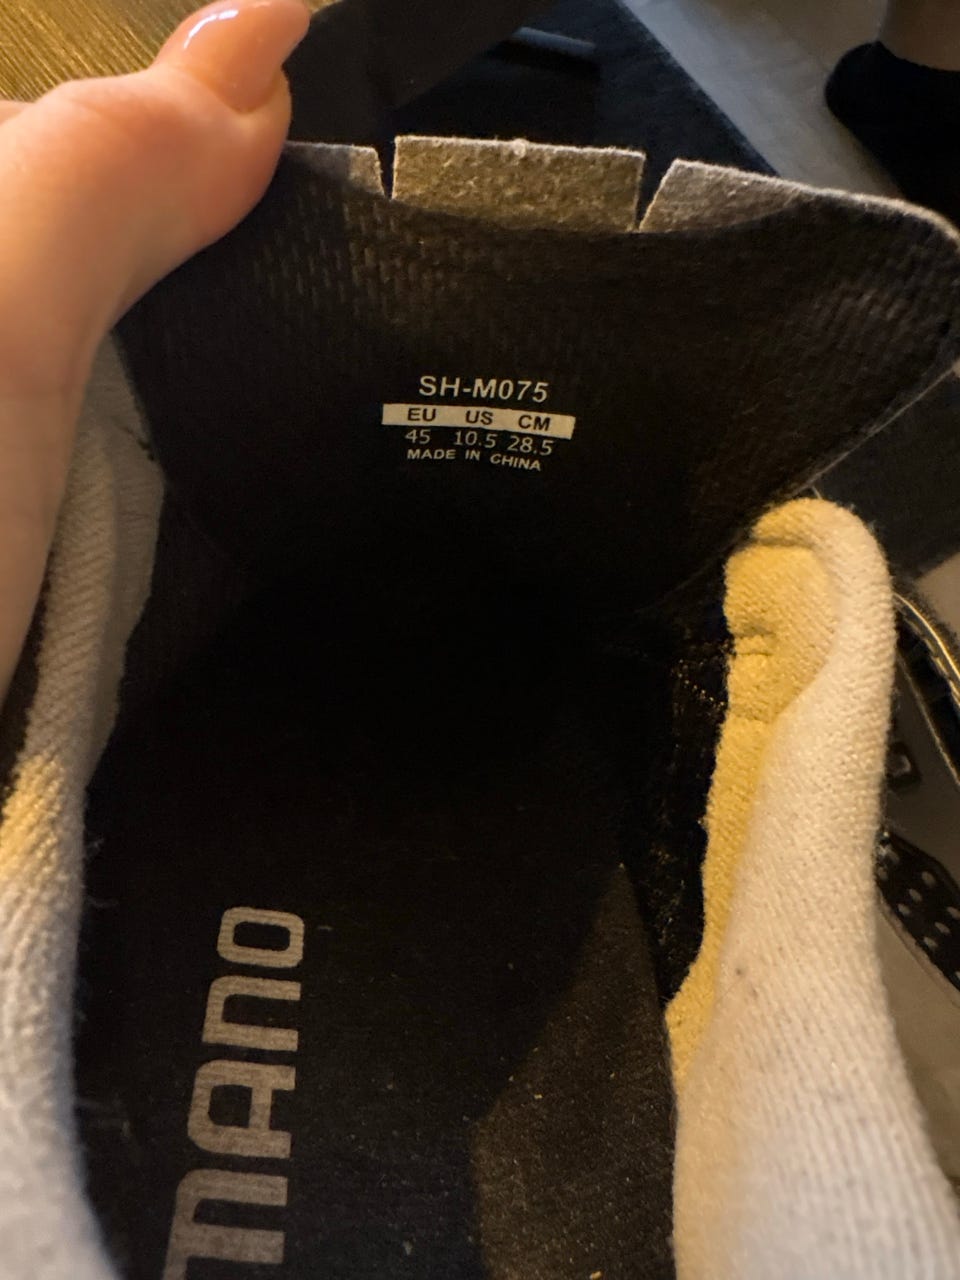 SH-M075
EU US CM
45 10.5 28.5
MADE IN CHINA
MANO